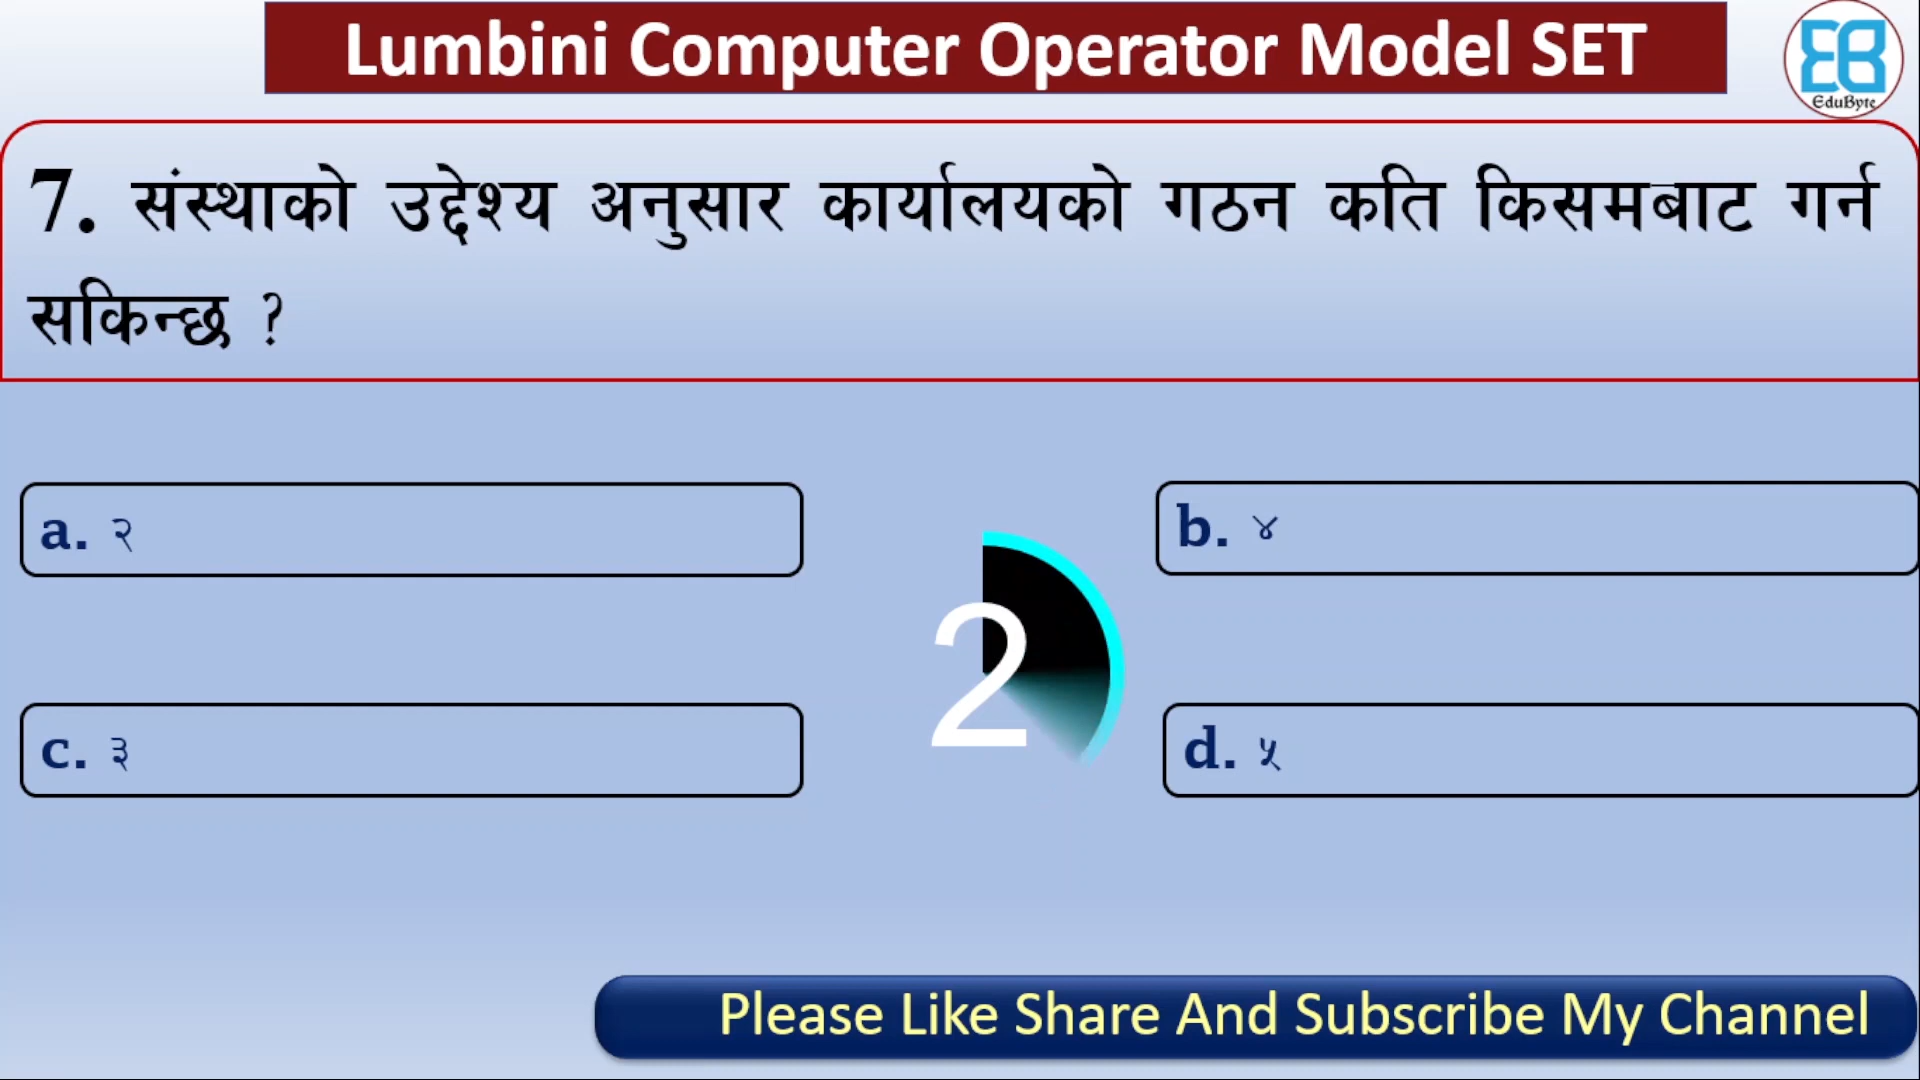 Lumbini Computer Operator Model SET
EduByte
7. संस्थाको उद्देश्य अनुसार कार्यालयको गठन कति किसमबाट गर्न
सकिन्छ ?
a. २
b. ४
2
c. ३
d. ५
Please Like Share And Subscribe My Channel